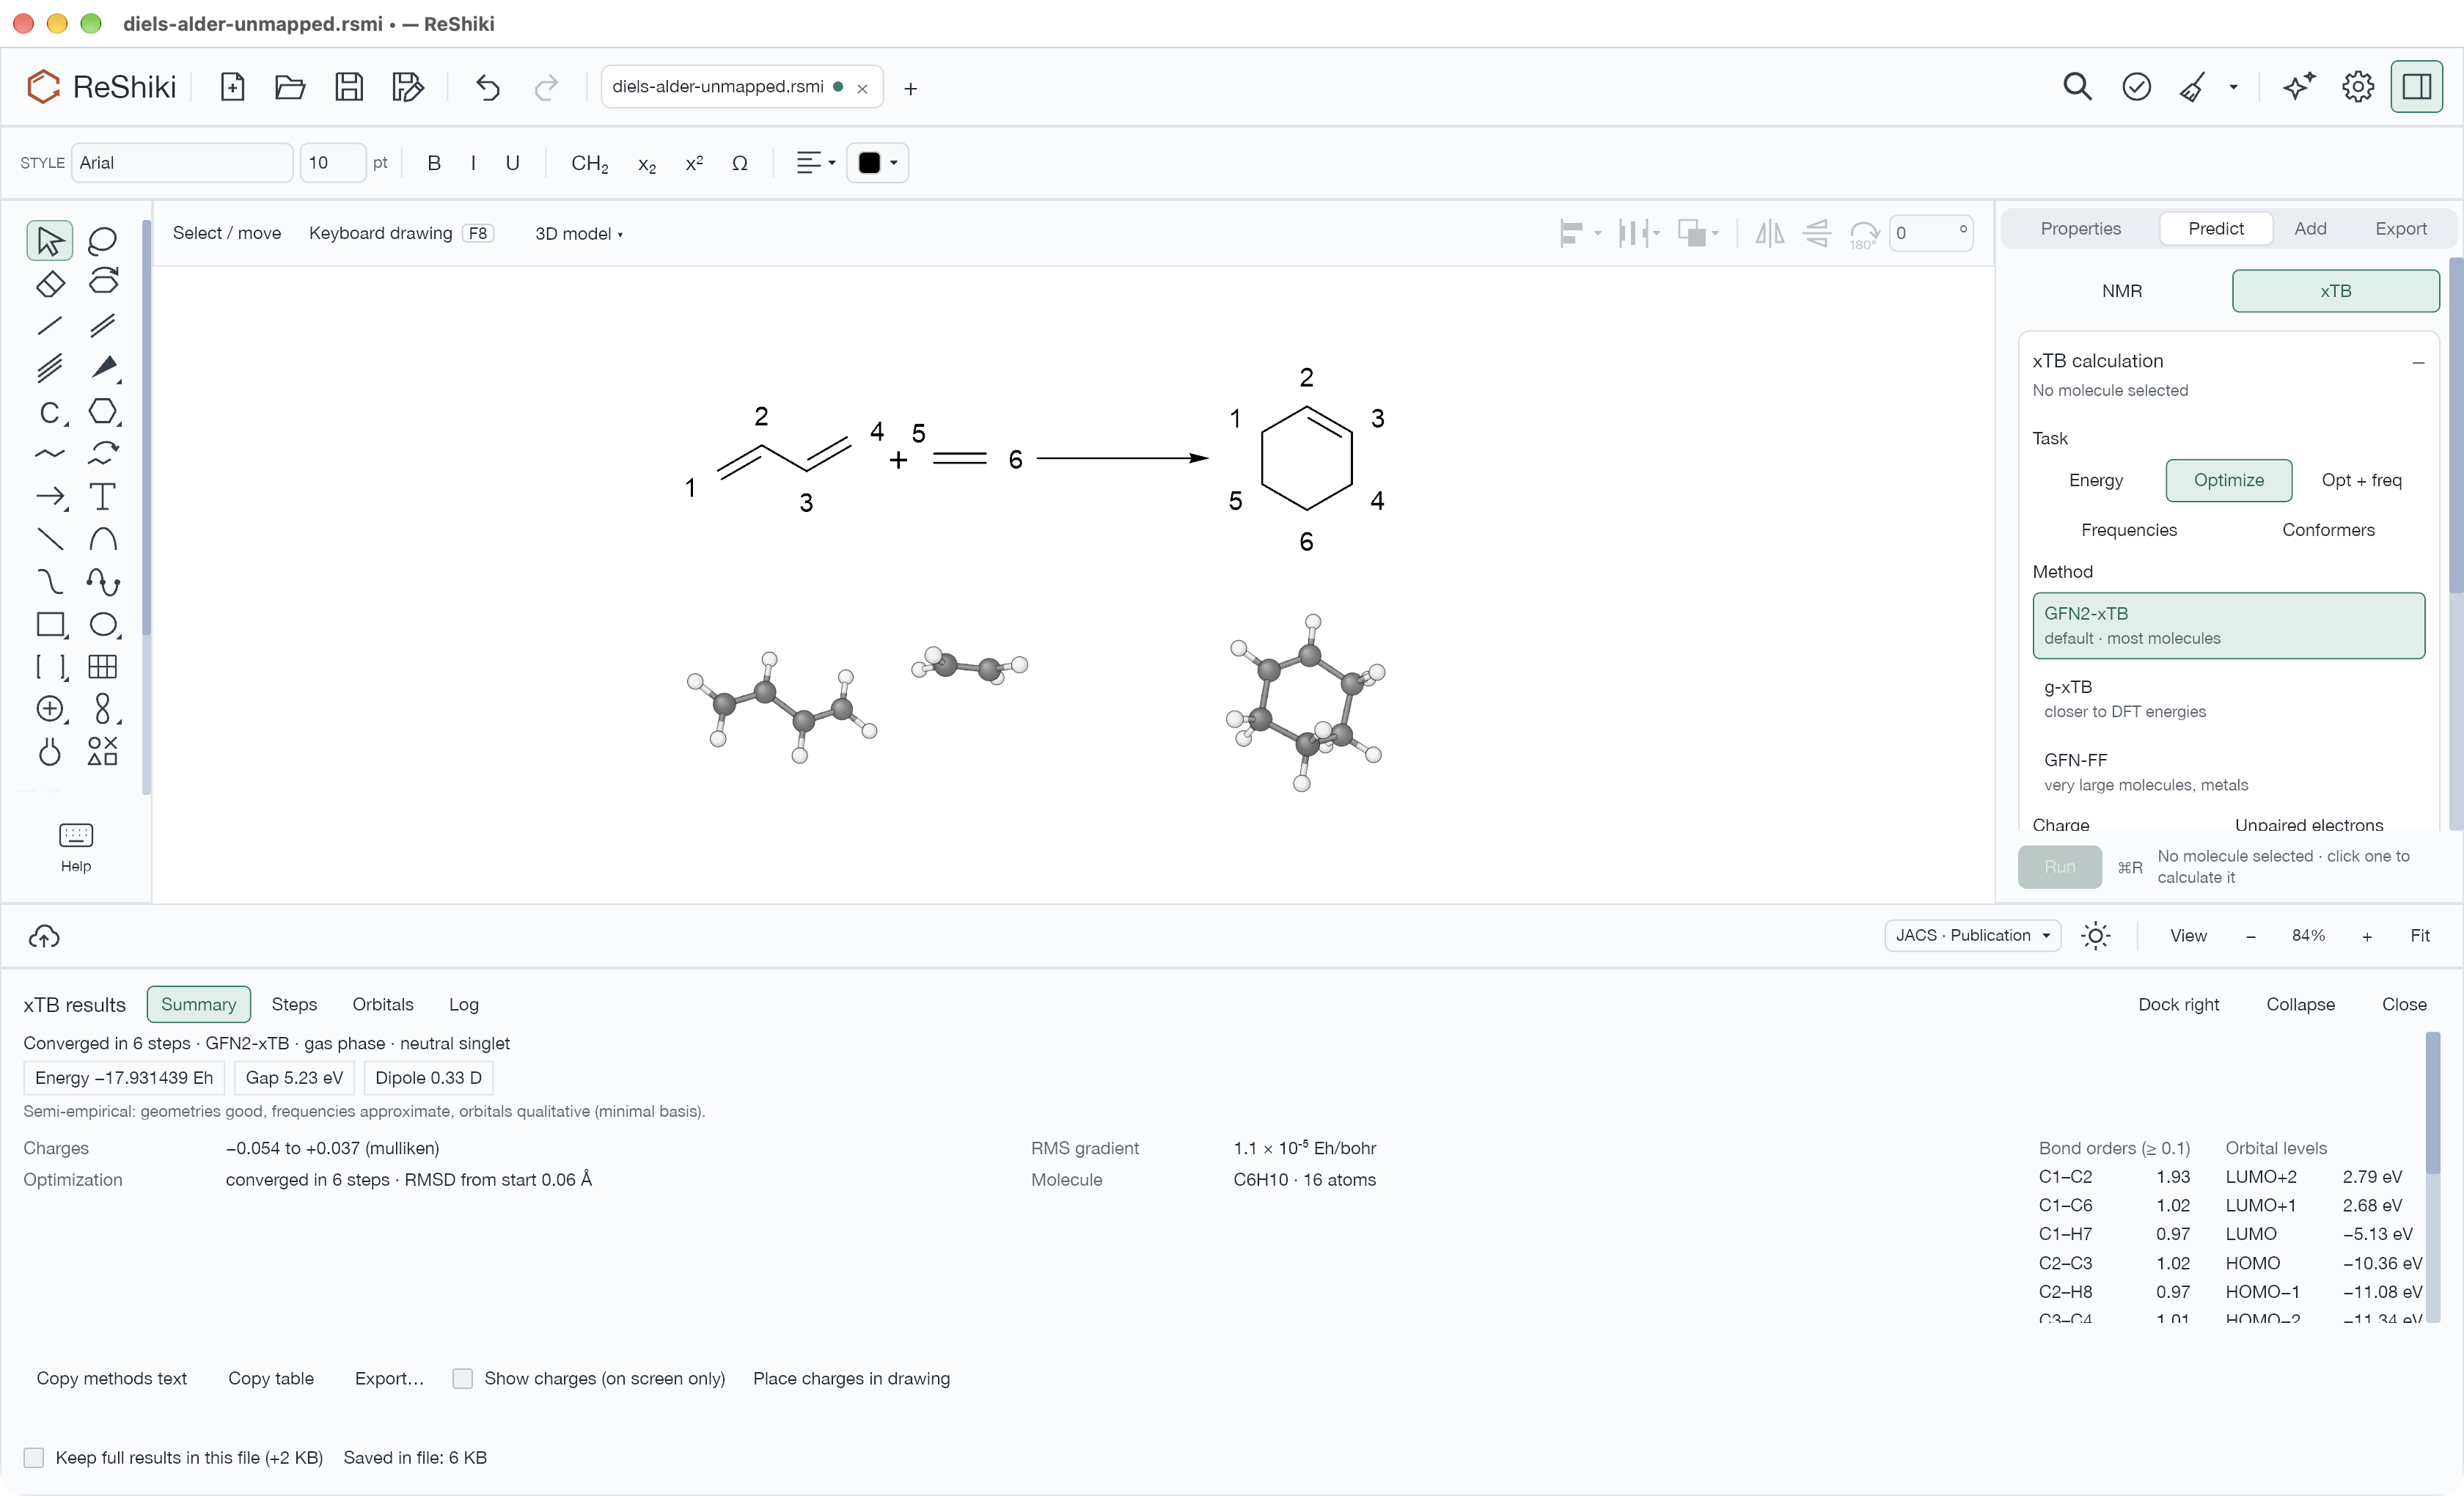 diels-alder-unmapped.rsmi • — ReShiki
ReShiki
diels-alder-unmapped.rsmi ● × +
STYLE Arial 10 pt B I U CH₂ x₂ x² Ω
Select / move Keyboard drawing F8 3D model
180° 0 °
Properties Predict Add Export
NMR xTB
xTB calculation –
No molecule selected
Task
Energy Optimize Opt + freq
Frequencies Conformers
Method
GFN2-xTB
default · most molecules
g-xTB
closer to DFT energies
GFN-FF
very large molecules, metals
Charge Unpaired electrons
Run ⌘R No molecule selected · click one to
calculate it
C
T
Help
1 2 3 4 + 5 6
1 2 3 4 5 6
JACS · Publication View − 84% + Fit
xTB results Summary Steps Orbitals Log Dock right Collapse Close
Converged in 6 steps · GFN2-xTB · gas phase · neutral singlet
Energy −17.931439 Eh Gap 5.23 eV Dipole 0.33 D
Semi-empirical: geometries good, frequencies approximate, orbitals qualitative (minimal basis).
Charges −0.054 to +0.037 (mulliken) RMS gradient 1.1 × 10⁻⁵ Eh/bohr
Optimization converged in 6 steps · RMSD from start 0.06 Å Molecule C6H10 · 16 atoms
Bond orders (≥ 0.1) Orbital levels
C1–C2 1.93 LUMO+2 2.79 eV
C1–C6 1.02 LUMO+1 2.68 eV
C1–H7 0.97 LUMO −5.13 eV
C2–C3 1.02 HOMO −10.36 eV
C2–H8 0.97 HOMO−1 −11.08 eV
C3–C4 1.01 HOMO−2 −11.34 eV
Copy methods text Copy table Export… Show charges (on screen only) Place charges in drawing
Keep full results in this file (+2 KB) Saved in file: 6 KB